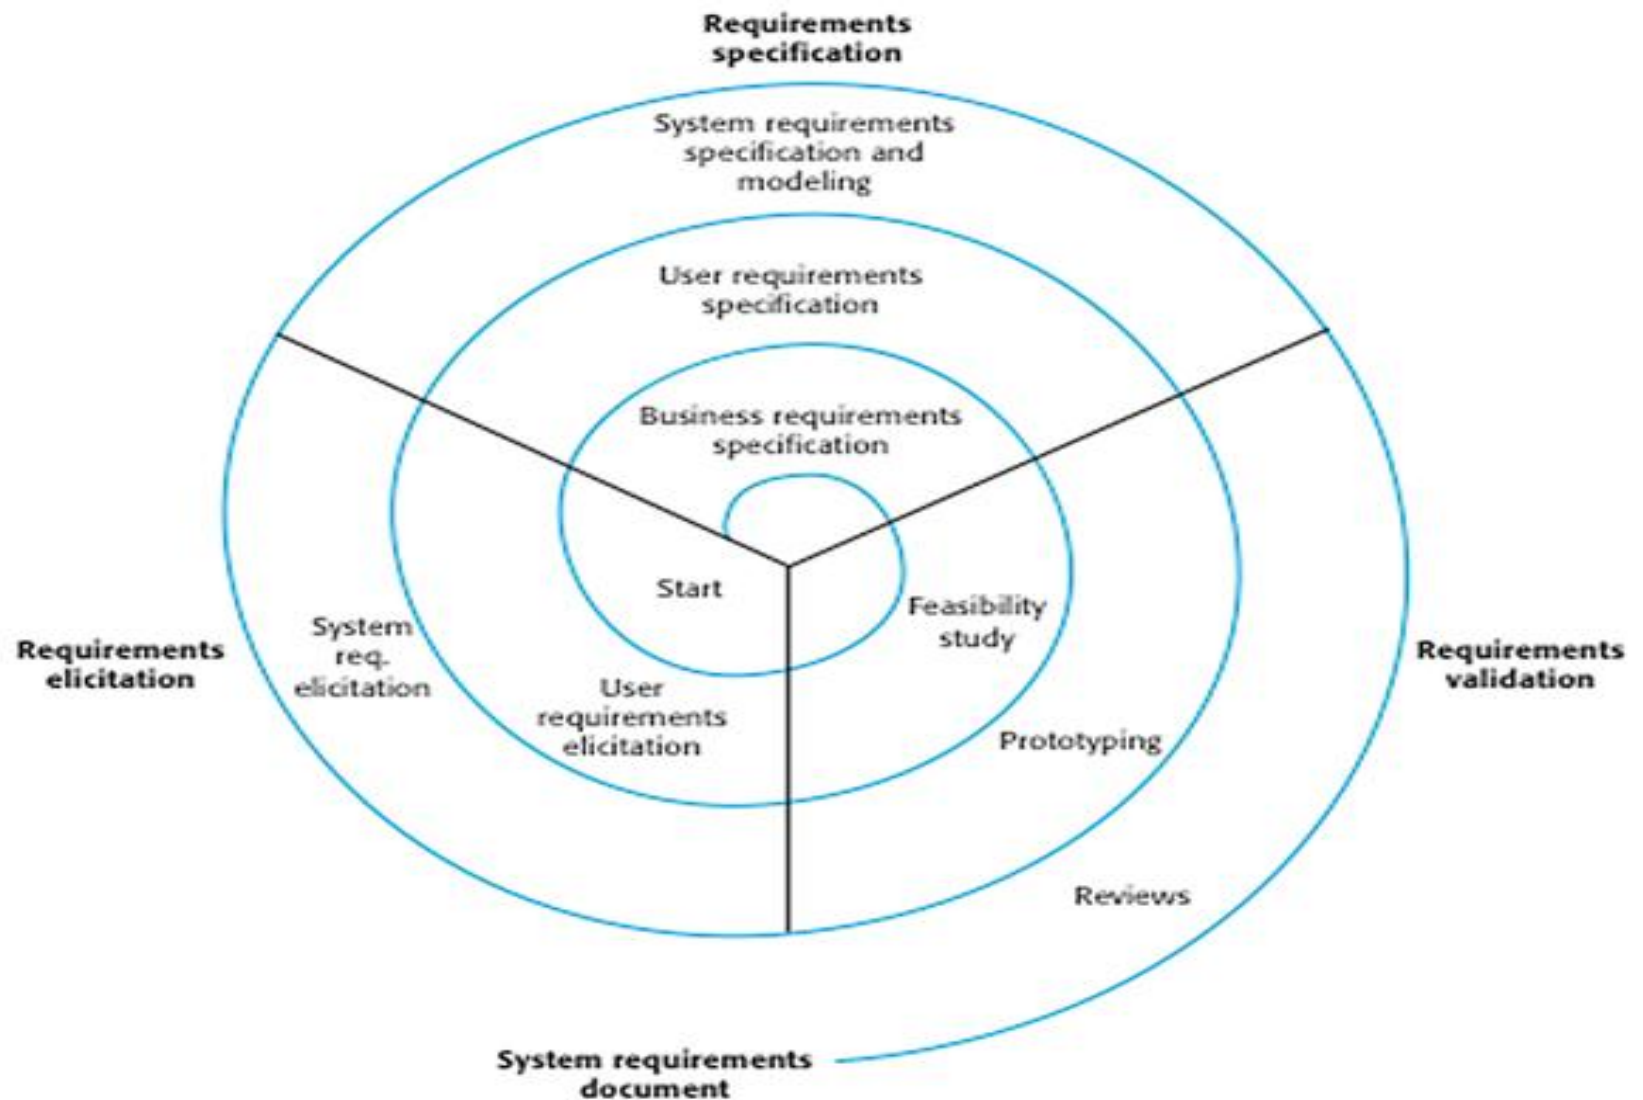 Requirements
specification
System requirements
specification and
modeling
User requirements
specification
Business requirements
specification
Start
Feasibility
study
System
req.
elicitation
Requirements
elicitation
Requirements
validation
User
requirements
elicitation
Prototyping
Reviews
System requirements
document